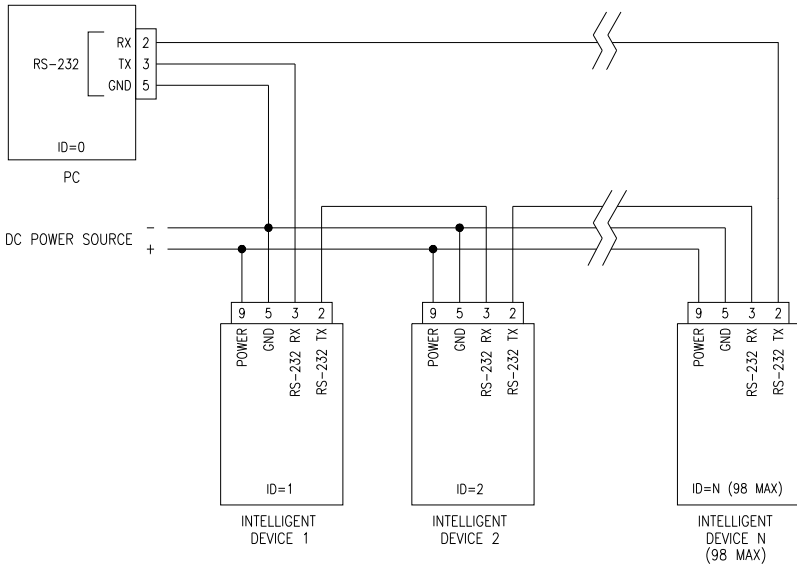 RS-232
RX 2
TX 3
GND 5
ID=0
PC
DC POWER SOURCE
-
+
9 5 3 2
POWER
GND
RS-232 RX
RS-232 TX
ID=1
INTELLIGENT
DEVICE 1
9 5 3 2
POWER
GND
RS-232 RX
RS-232 TX
ID=2
INTELLIGENT
DEVICE 2
9 5 3 2
POWER
GND
RS-232 RX
RS-232 TX
ID=N (98 MAX)
INTELLIGENT
DEVICE N
(98 MAX)